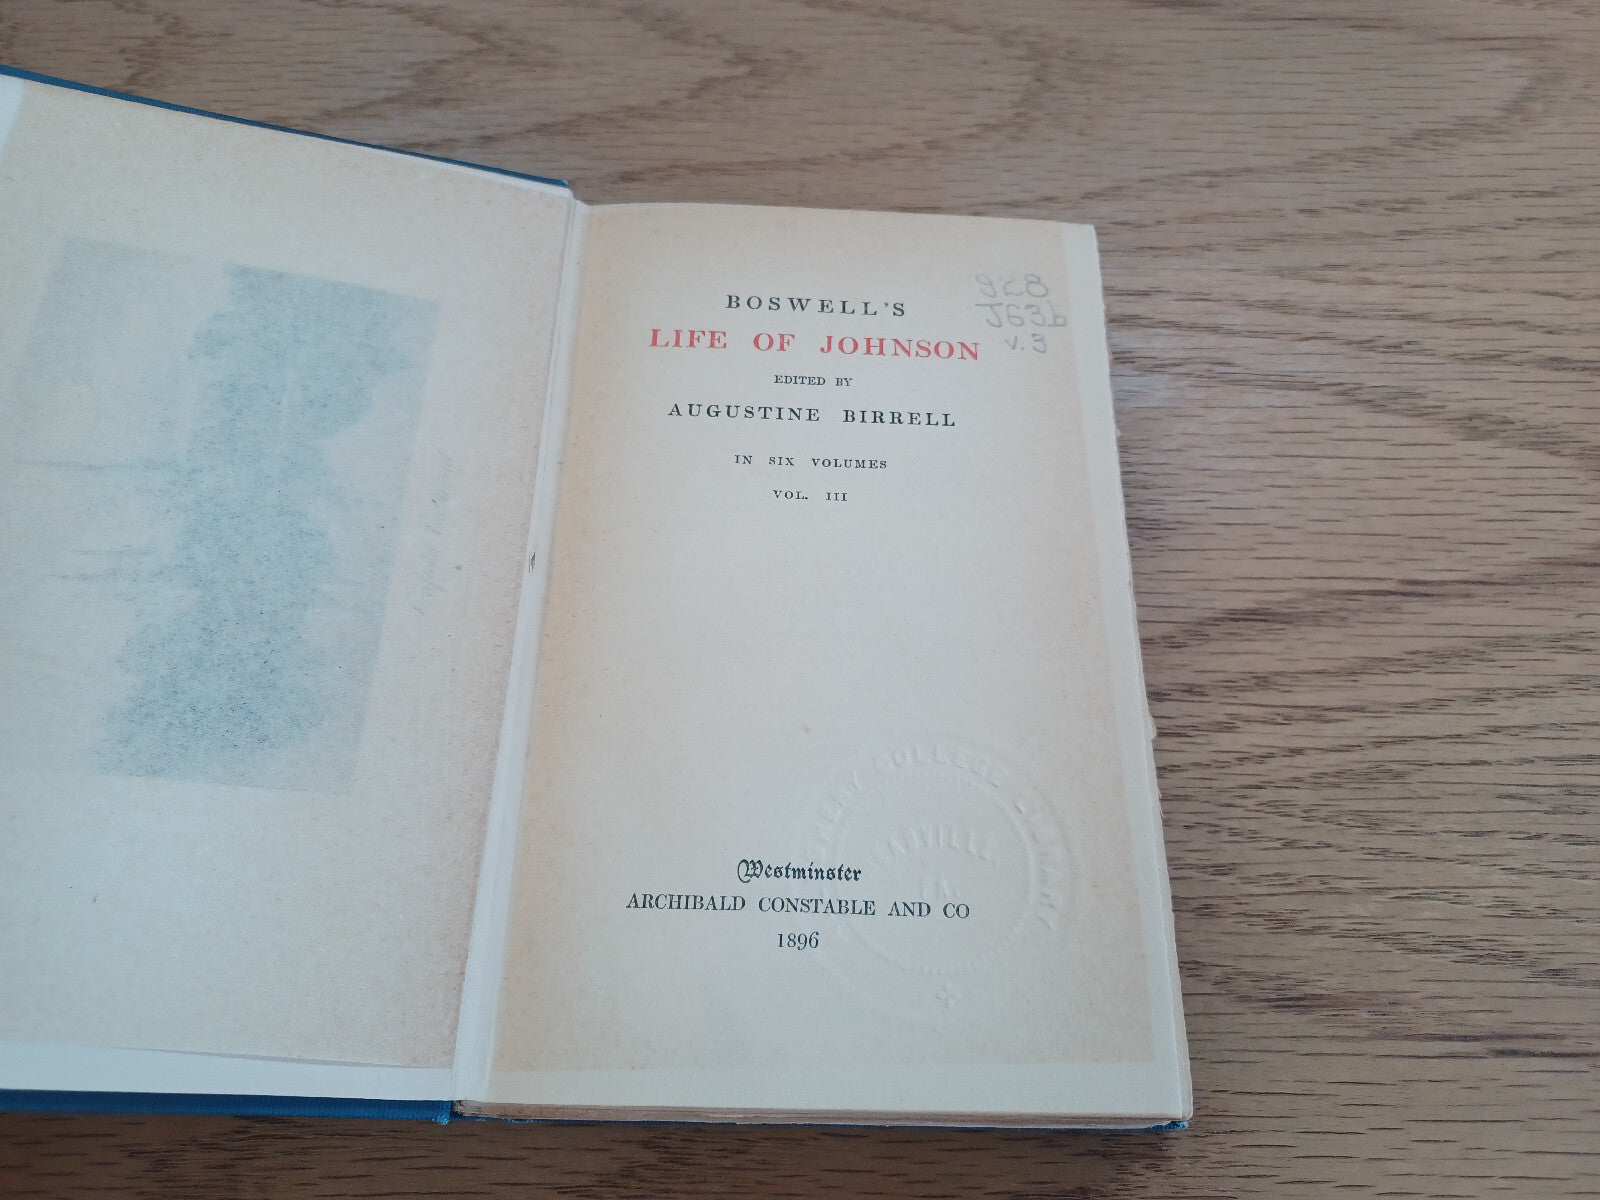 BOSWELL'S
LIFE OF JOHNSON
EDITED BY
AUGUSTINE BIRRELL
IN SIX VOLUMES
VOL. III
928
J63b
v.3
COLLEGE
Westminster
ARCHIBALD CONSTABLE AND CO
1896